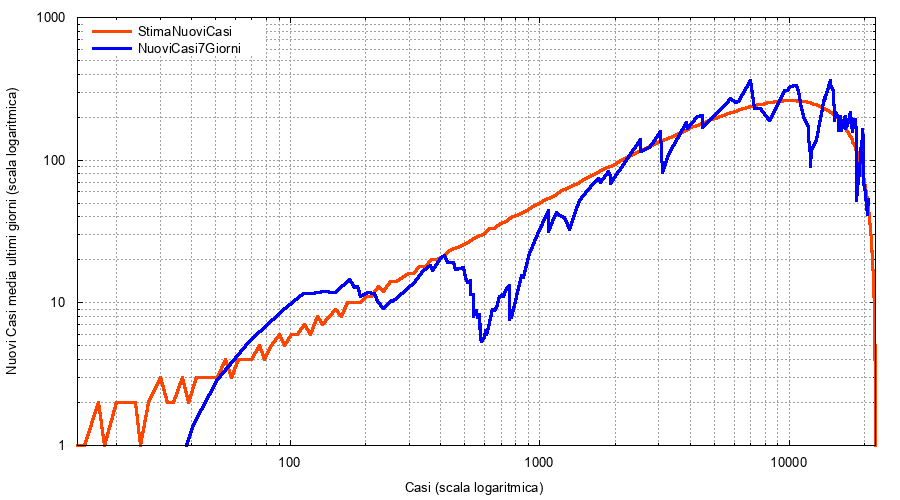 1000
100
10
1
StimaNuoviCasi
NuoviCasi7Giorni
Nuovi Casi media ultimi giorni (scala logaritmica)
100
1000
10000
Casi (scala logaritmica)